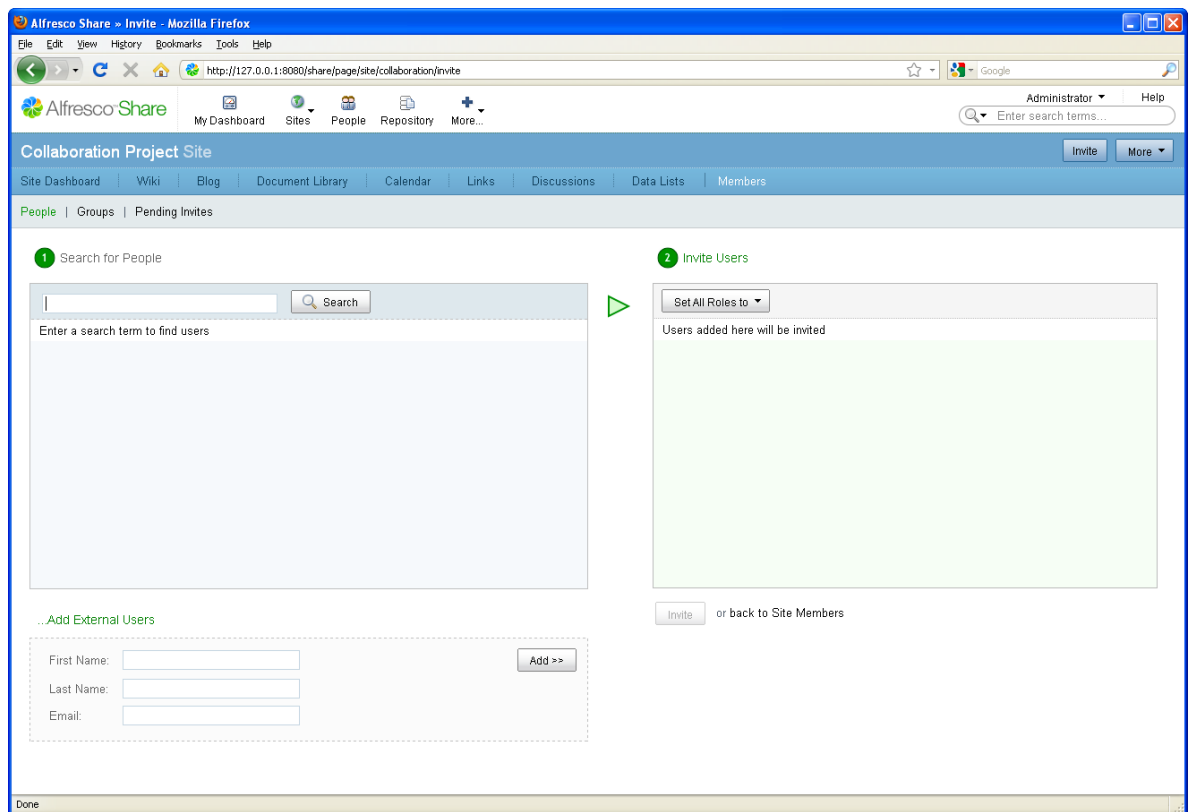 Alfresco Share » Invite - Mozilla Firefox
File Edit View History Bookmarks Tools Help
http://127.0.0.1:8080/share/page/site/collaboration/invite
Google
Alfresco Share
My Dashboard Sites People Repository More...
Administrator Help
Enter search terms...
Collaboration Project Site
Invite More
Site Dashboard | Wiki | Blog | Document Library | Calendar | Links | Discussions | Data Lists | Members
People | Groups | Pending Invites
1 Search for People
2 Invite Users
Search
Set All Roles to
Enter a search term to find users
Users added here will be invited
Invite or back to Site Members
...Add External Users
First Name:
Add >>
Last Name:
Email:
Done